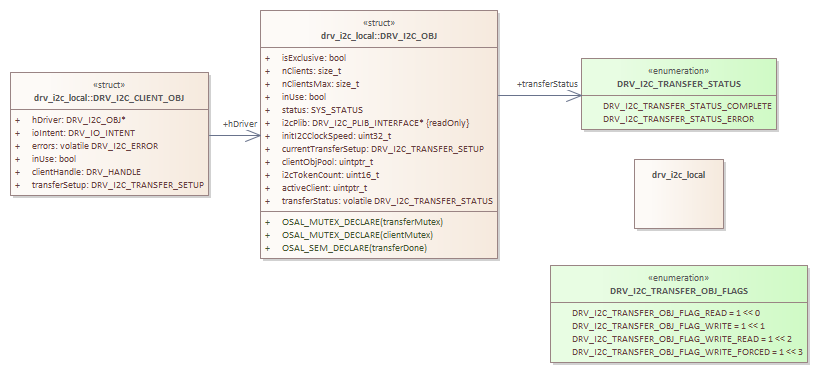 «struct»
drv_i2c_local::DRV_I2C_CLIENT_OBJ
+ hDriver: DRV_I2C_OBJ*
+ ioIntent: DRV_IO_INTENT
+ errors: volatile DRV_I2C_ERROR
+ inUse: bool
+ clientHandle: DRV_HANDLE
+ transferSetup: DRV_I2C_TRANSFER_SETUP
+hDriver
«struct»
drv_i2c_local::DRV_I2C_OBJ
+ isExclusive: bool
+ nClients: size_t
+ nClientsMax: size_t
+ inUse: bool
+ status: SYS_STATUS
+ i2cPlib: DRV_I2C_PLIB_INTERFACE* {readOnly}
+ initI2CClockSpeed: uint32_t
+ currentTransferSetup: DRV_I2C_TRANSFER_SETUP
+ clientObjPool: uintptr_t
+ i2cTokenCount: uint16_t
+ activeClient: uintptr_t
+ transferStatus: volatile DRV_I2C_TRANSFER_STATUS
+ OSAL_MUTEX_DECLARE(transferMutex)
+ OSAL_MUTEX_DECLARE(clientMutex)
+ OSAL_SEM_DECLARE(transferDone)
+transferStatus
«enumeration»
DRV_I2C_TRANSFER_STATUS
DRV_I2C_TRANSFER_STATUS_COMPLETE
DRV_I2C_TRANSFER_STATUS_ERROR
drv_i2c_local
«enumeration»
DRV_I2C_TRANSFER_OBJ_FLAGS
DRV_I2C_TRANSFER_OBJ_FLAG_READ = 1 << 0
DRV_I2C_TRANSFER_OBJ_FLAG_WRITE = 1 << 1
DRV_I2C_TRANSFER_OBJ_FLAG_WRITE_READ = 1 << 2
DRV_I2C_TRANSFER_OBJ_FLAG_WRITE_FORCED = 1 << 3